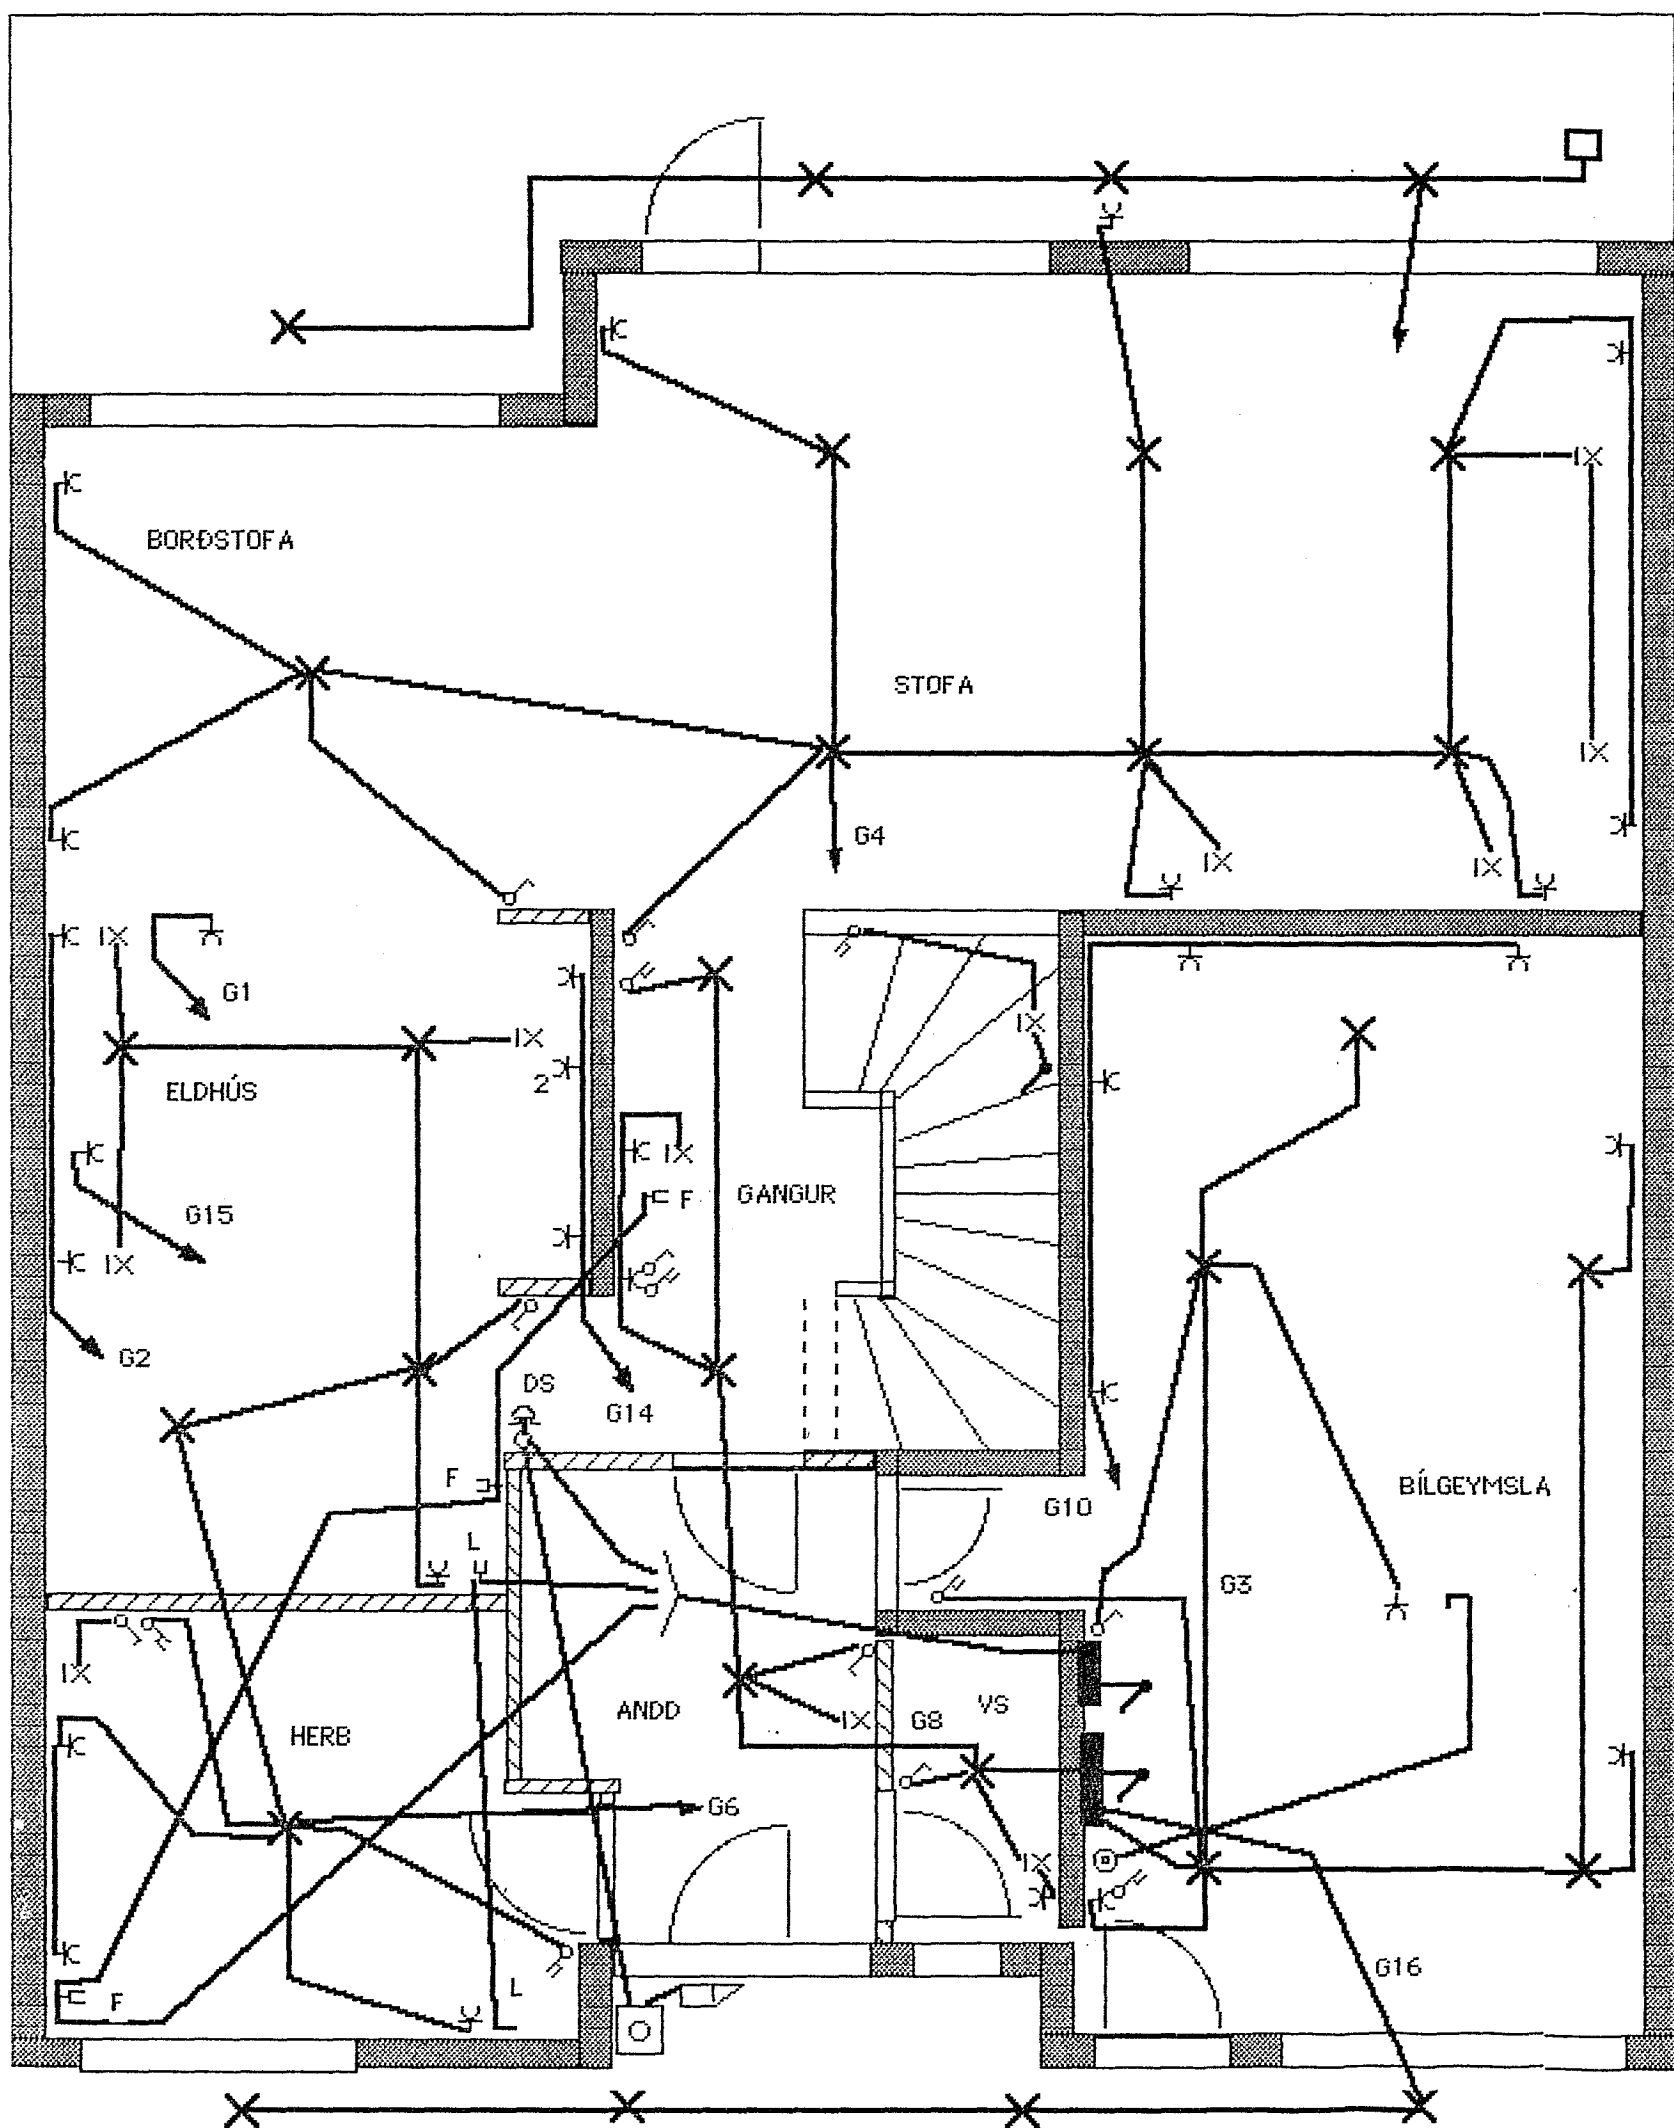 BORÐSTOFA
STOFA
G4
G1
2
ELDHÚS
F
GANGUR
G15
G2
DS
G14
F
BÍLGEYMSLA
G10
L
G3
ANDD
VS
G8
HERB
G6
G16
F
L